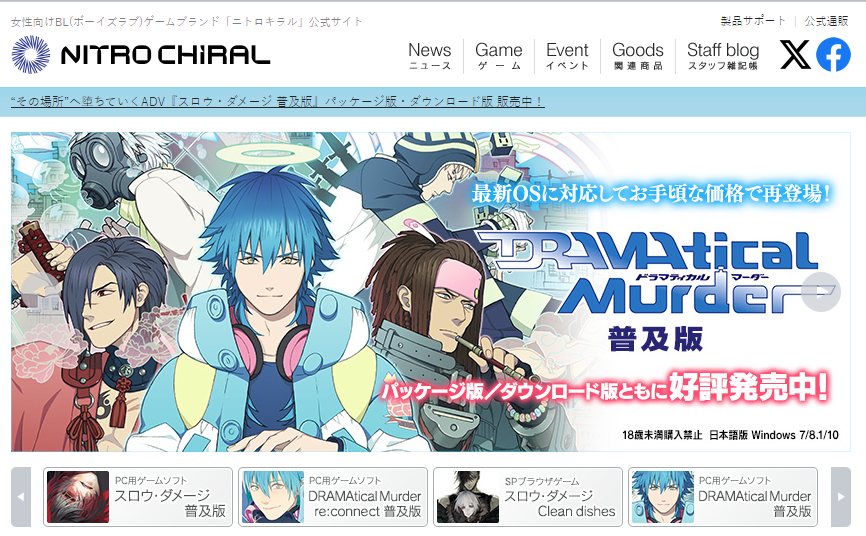 女性向けBL(ボーイズラブ)ゲームブランド「ニトロキラル」公式サイト
製品サポート | 公式通販
NITRO CHiRAL
News Game Event Goods Staff blog
ニュース ゲーム イベント 関連商品 スタッフ雑記帳
“その場所”へ堕ちていくADV『スロウ・ダメージ 普及版』パッケージ版・ダウンロード版 販売中！
最新OSに対応してお手頃な価格で再登場！
DRAMAtical
ドラマティカル マーダー
Murder
普及版
パッケージ版／ダウンロード版ともに好評発売中！
18歳未満購入禁止 日本語版 Windows 7/8.1/10
PC用ゲームソフト
スロウ・ダメージ
普及版
PC用ゲームソフト
DRAMAtical Murder
re:connect 普及版
SPブラウザゲーム
スロウ・ダメージ
Clean dishes
PC用ゲームソフト
DRAMAtical Murder
普及版